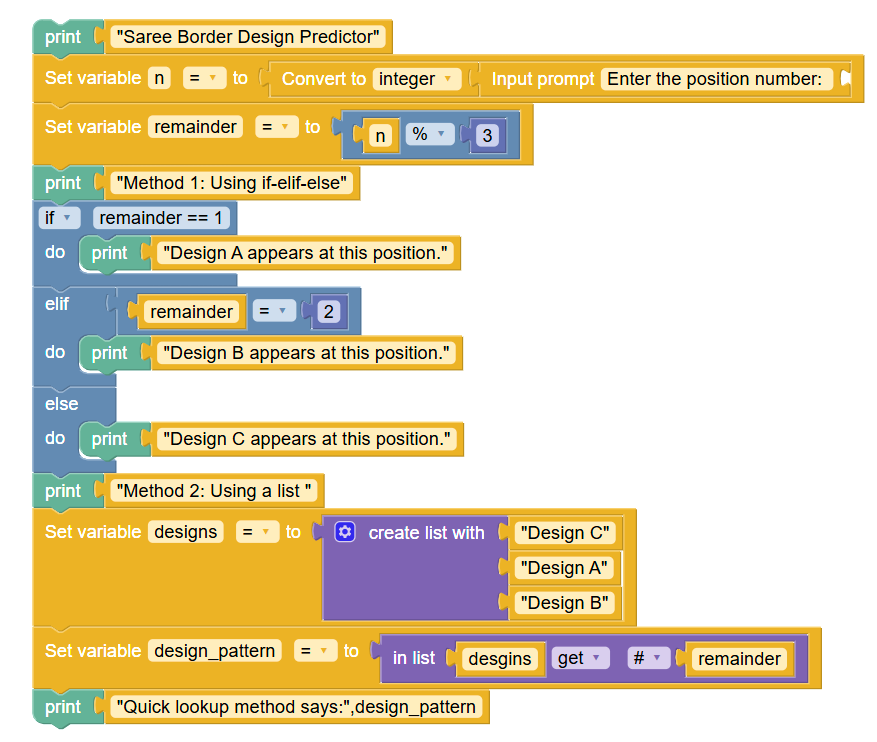 print "Saree Border Design Predictor"
Set variable n = to Convert to integer Input prompt Enter the position number:
Set variable remainder = to n % 3
print "Method 1: Using if-elif-else"
if remainder == 1
do print "Design A appears at this position."
elif remainder = 2
do print "Design B appears at this position."
else
do print "Design C appears at this position."
print "Method 2: Using a list "
Set variable designs = to create list with "Design C"
"Design A"
"Design B"
Set variable design_pattern = to in list desgins get # remainder
print "Quick lookup method says:",design_pattern